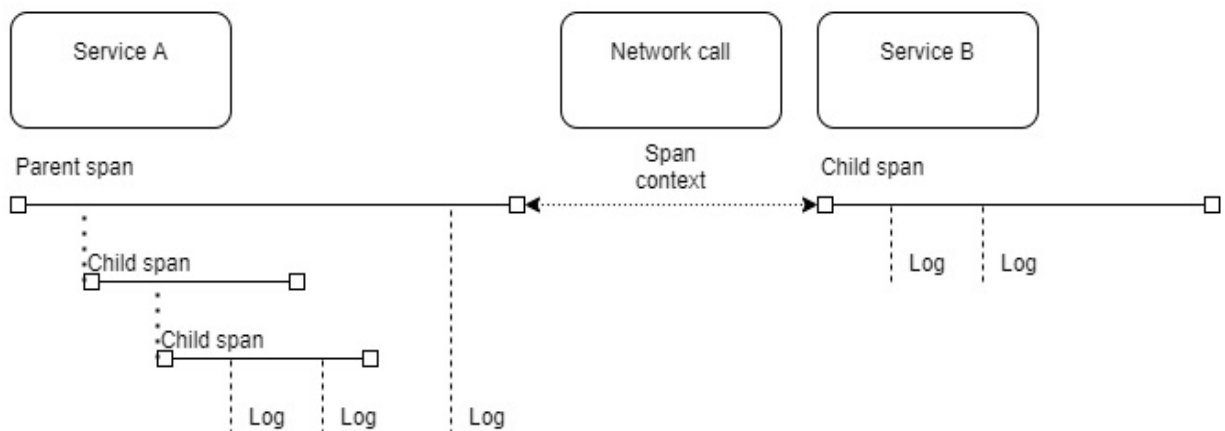 Service A
Network call
Service B
Parent span
Span
context
Child span
Child span
Log
Log
Child span
Log
Log
Log